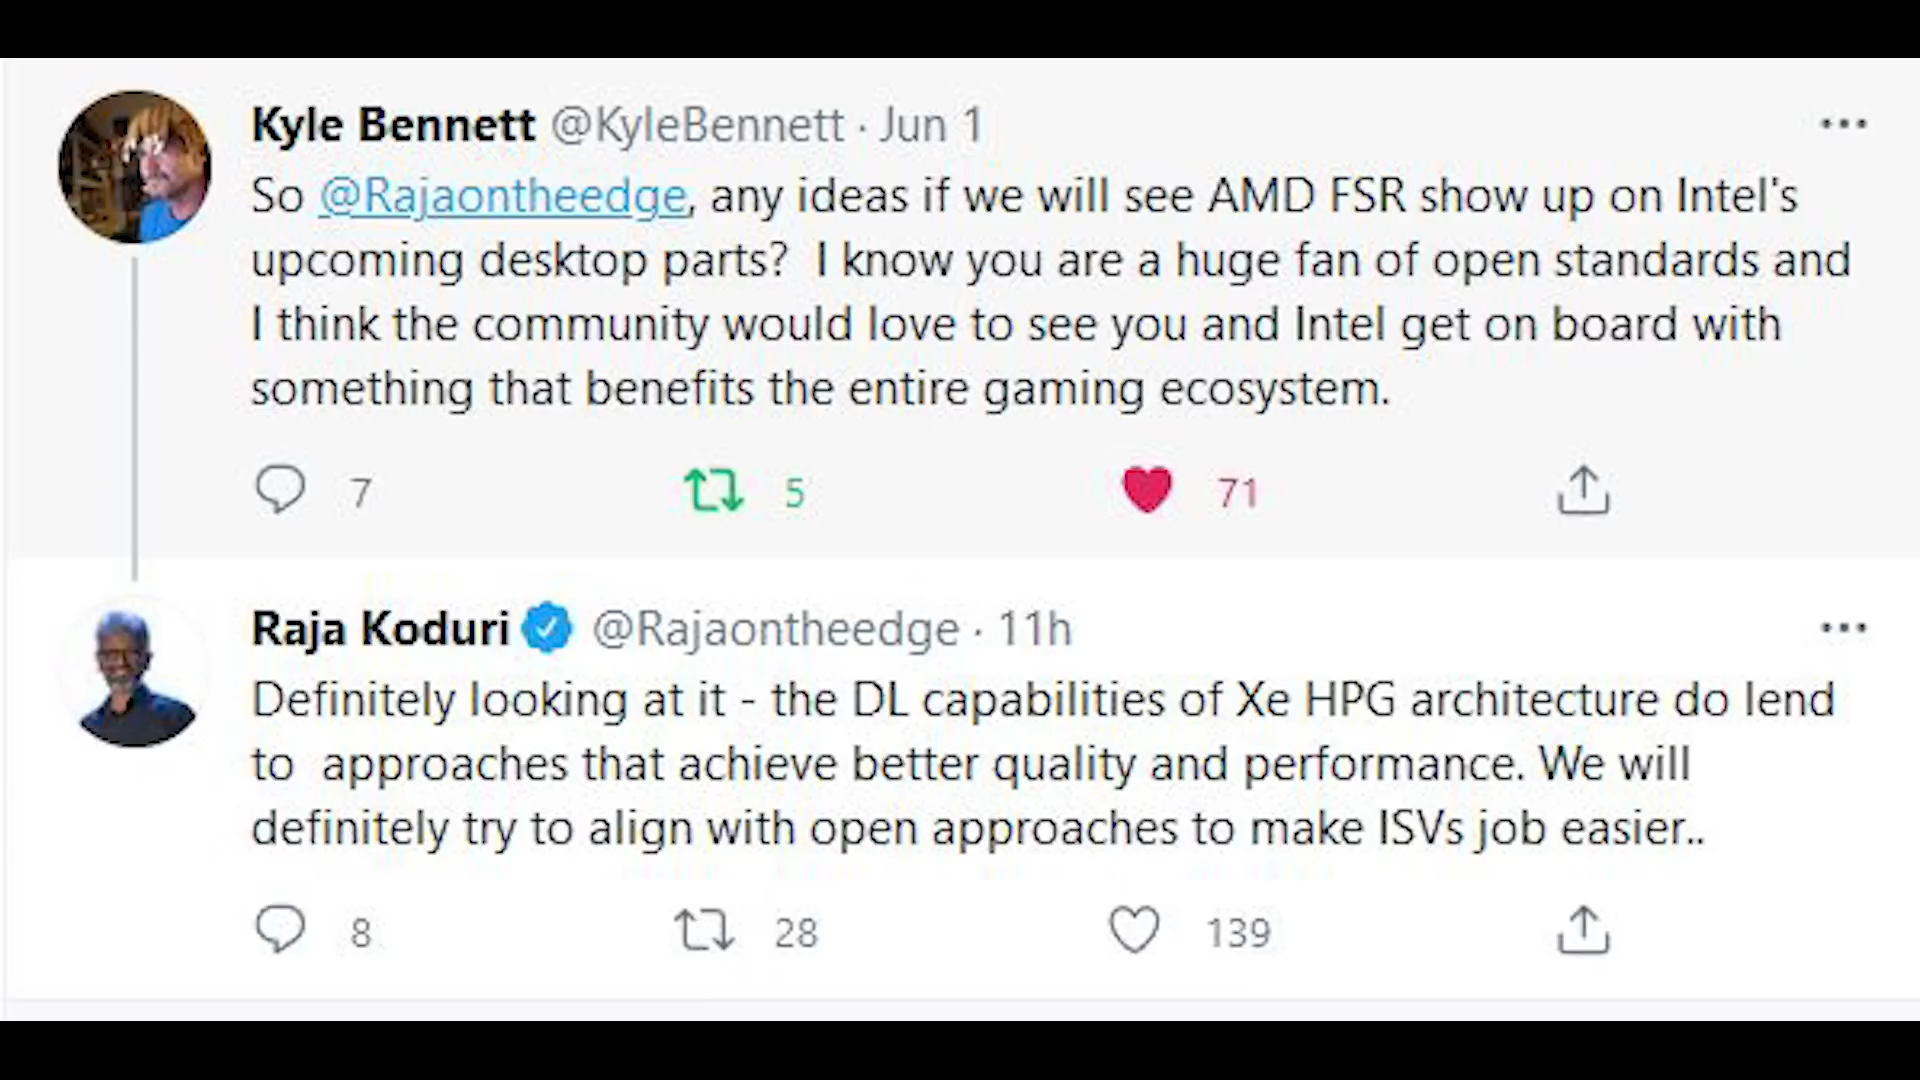 Kyle Bennett @KyleBennett · Jun 1 ...
So @Rajaontheedge, any ideas if we will see AMD FSR show up on Intel's
upcoming desktop parts?  I know you are a huge fan of open standards and
I think the community would love to see you and Intel get on board with
something that benefits the entire gaming ecosystem.
7 5 71
Raja Koduri @Rajaontheedge · 11h ...
Definitely looking at it - the DL capabilities of Xe HPG architecture do lend
to  approaches that achieve better quality and performance. We will
definitely try to align with open approaches to make ISVs job easier..
8 28 139